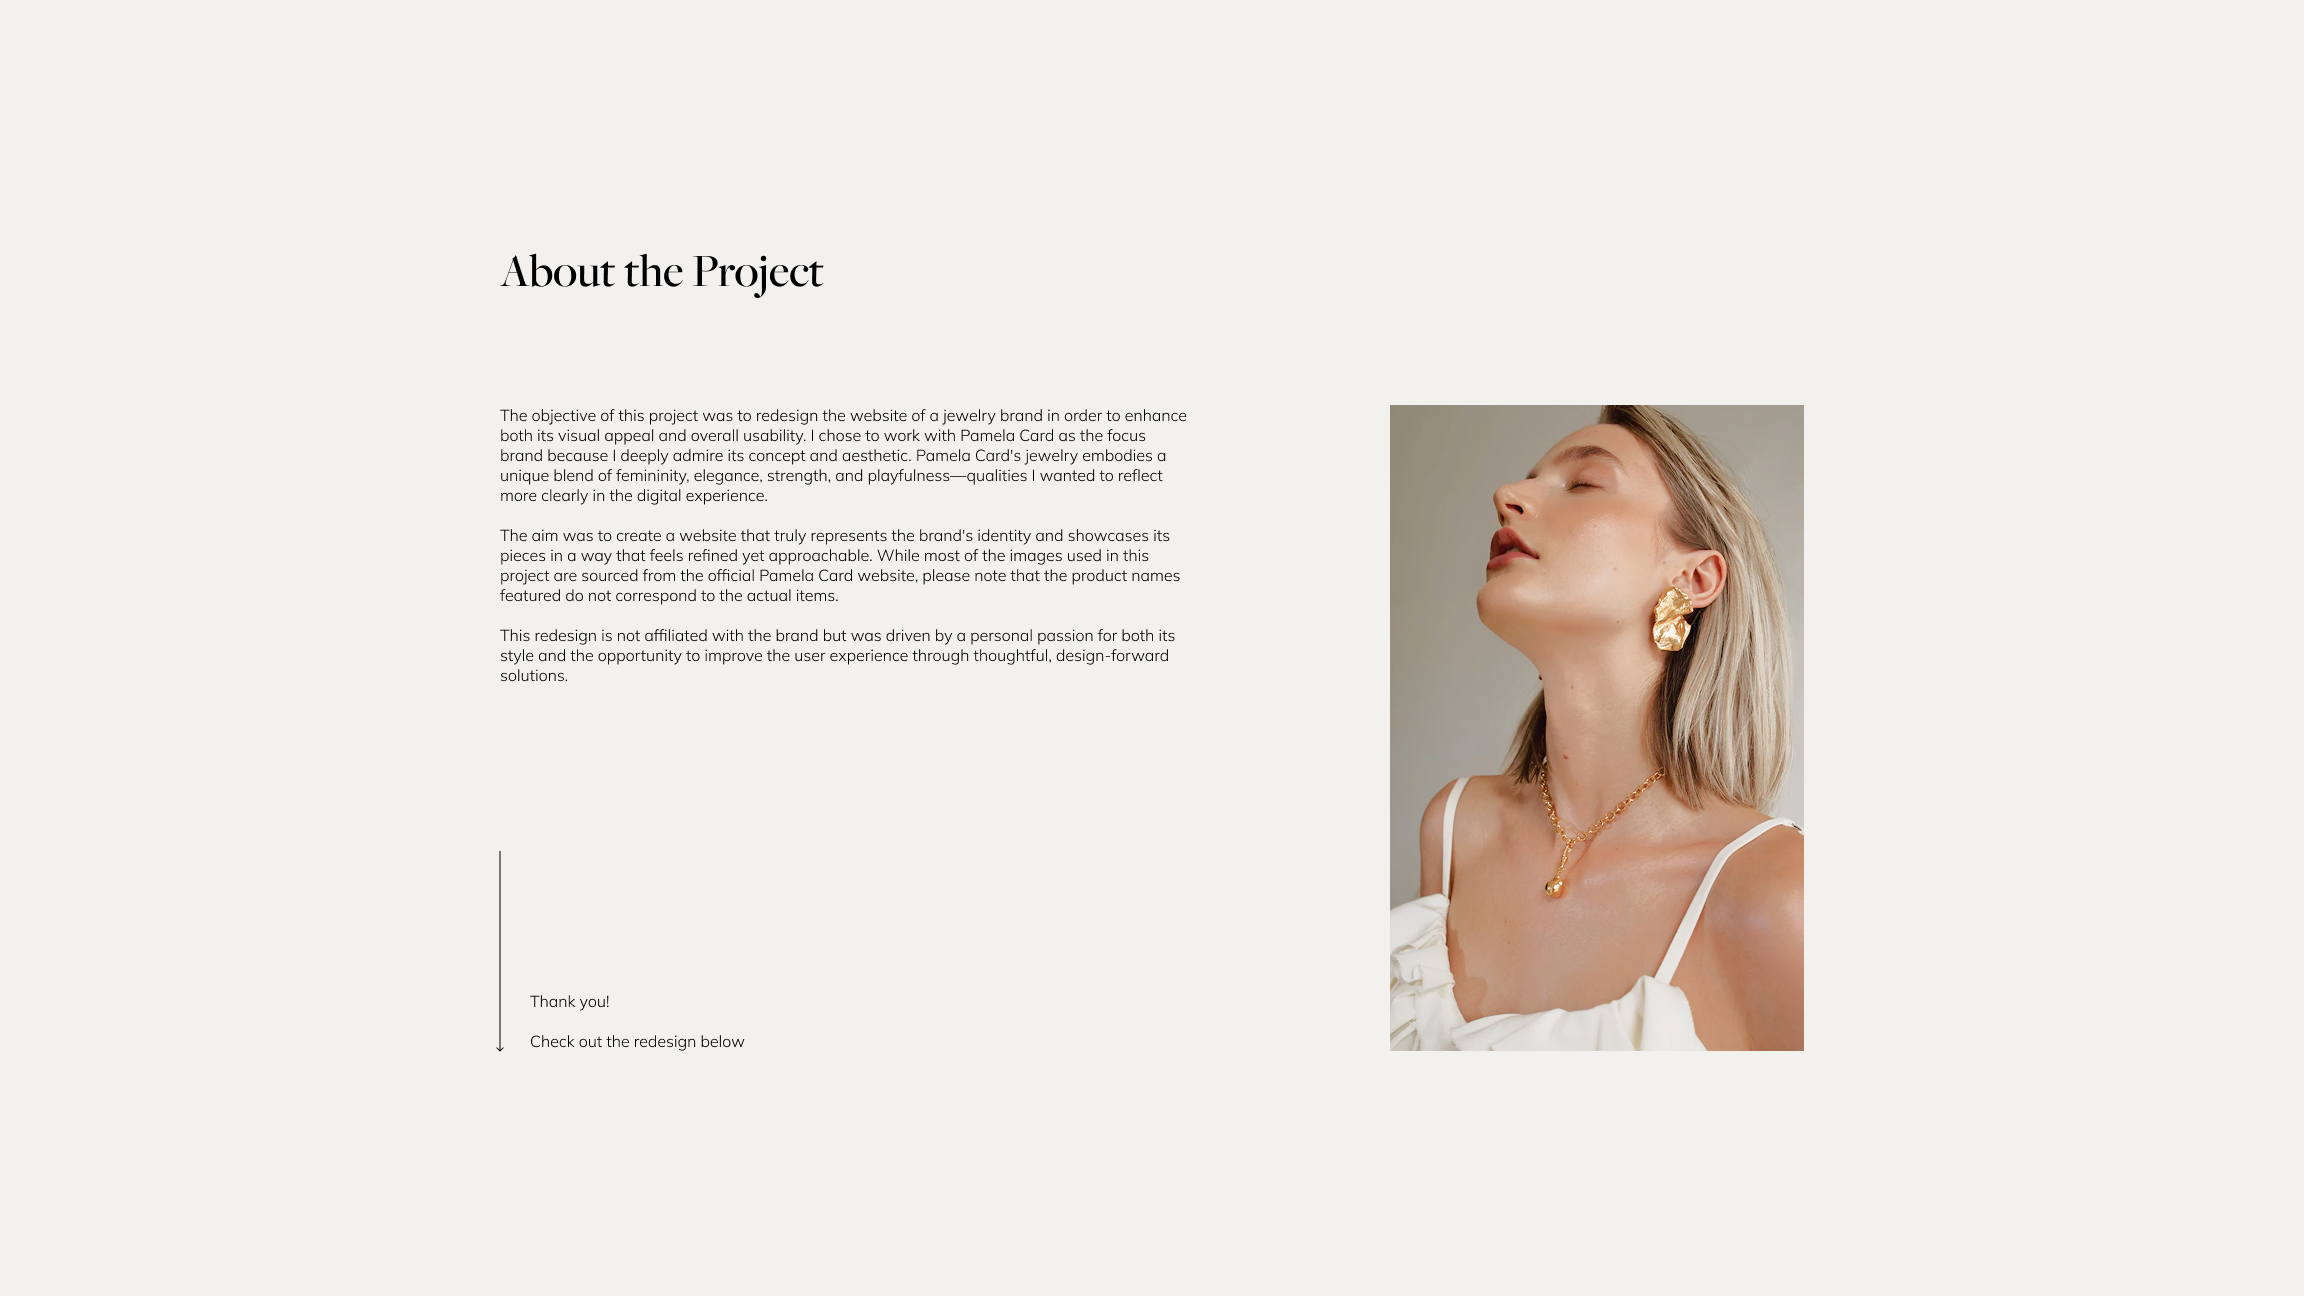 About the Project
The objective of this project was to redesign the website of a jewelry brand in order to enhance
both its visual appeal and overall usability. I chose to work with Pamela Card as the focus
brand because I deeply admire its concept and aesthetic. Pamela Card's jewelry embodies a
unique blend of femininity, elegance, strength, and playfulness—qualities I wanted to reflect
more clearly in the digital experience.
The aim was to create a website that truly represents the brand's identity and showcases its
pieces in a way that feels refined yet approachable. While most of the images used in this
project are sourced from the official Pamela Card website, please note that the product names
featured do not correspond to the actual items.
This redesign is not affiliated with the brand but was driven by a personal passion for both its
style and the opportunity to improve the user experience through thoughtful, design-forward
solutions.
Thank you!
Check out the redesign below